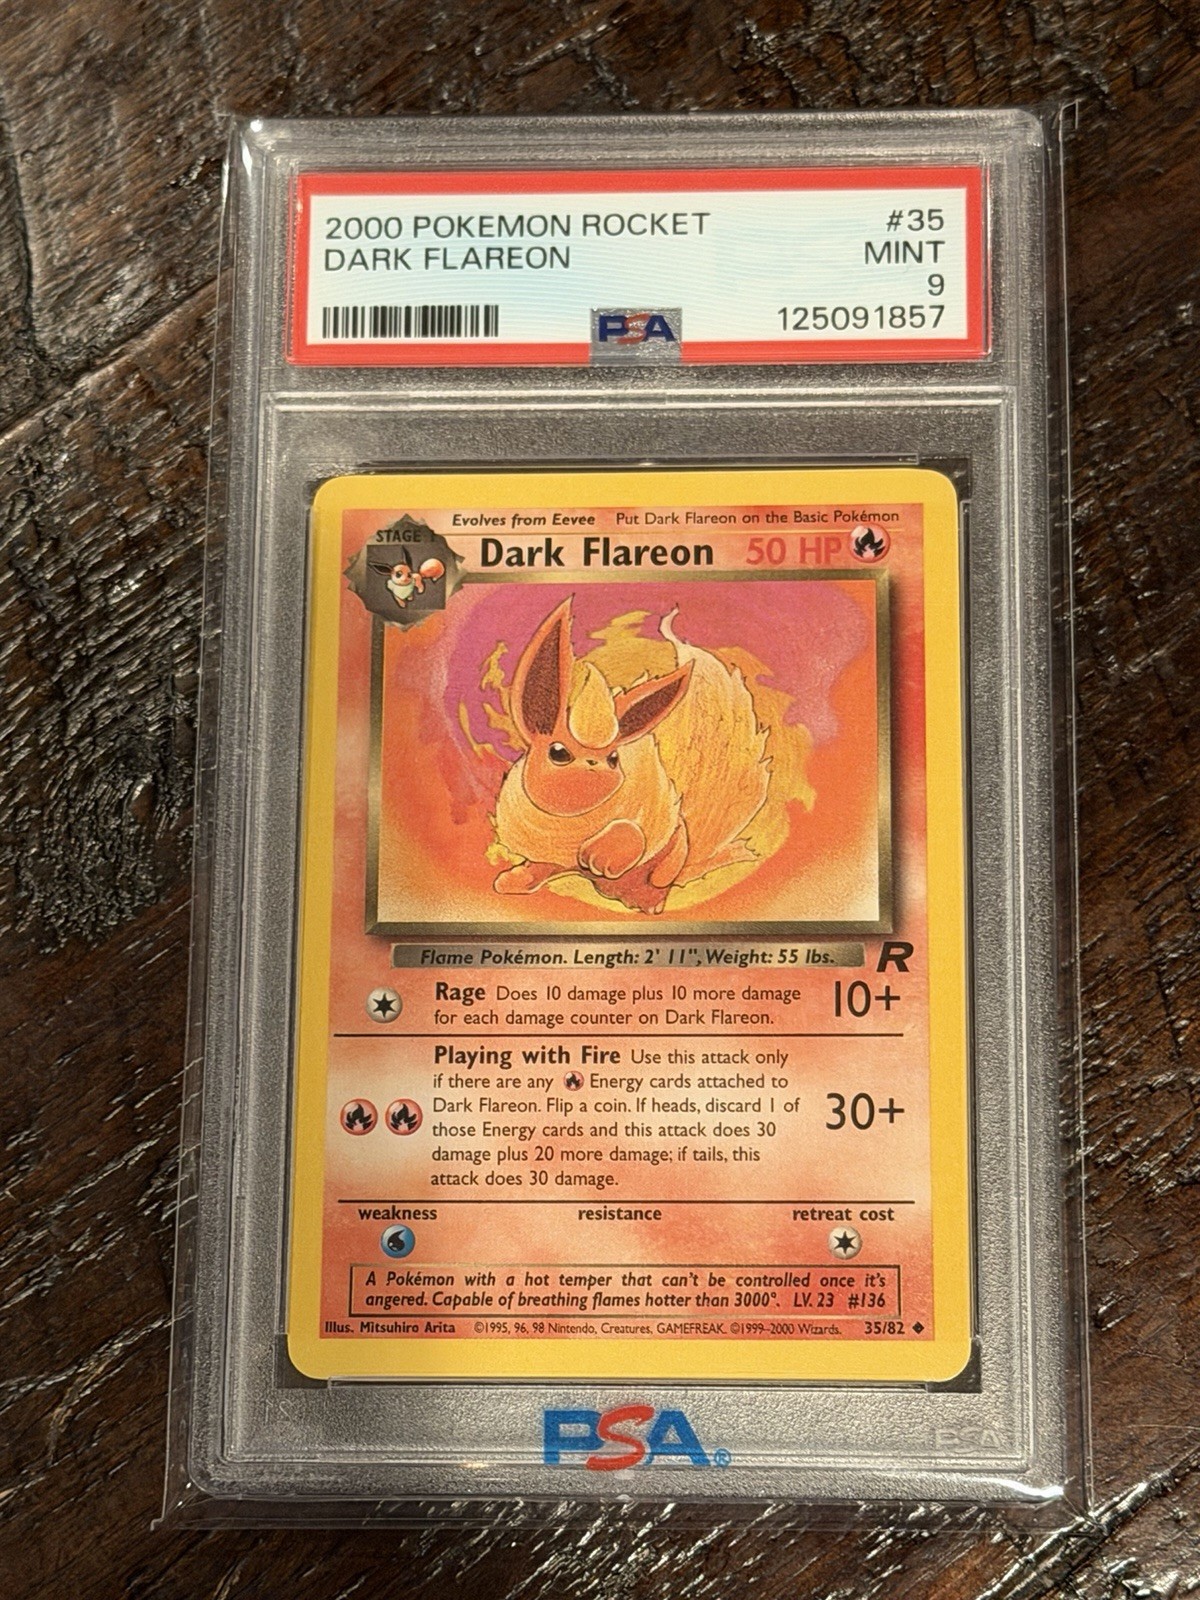 2000 POKEMON ROCKET #35
DARK FLAREON MINT
9
PSA 125091857
Evolves from Eevee Put Dark Flareon on the Basic Pokémon
STAGE 1
Dark Flareon 50 HP
Flame Pokémon. Length: 2' 11", Weight: 55 lbs. R
Rage Does 10 damage plus 10 more damage 10+
for each damage counter on Dark Flareon.
Playing with Fire Use this attack only
if there are any Energy cards attached to
Dark Flareon. Flip a coin. If heads, discard 1 of 30+
those Energy cards and this attack does 30
damage plus 20 more damage; if tails, this
attack does 30 damage.
weakness resistance retreat cost
A Pokémon with a hot temper that can't be controlled once it's
angered. Capable of breathing flames hotter than 3000°. LV. 23 #136
Illus. Mitsuhiro Arita ©1995, 96, 98 Nintendo, Creatures, GAMEFREAK. ©1999–2000 Wizards. 35/82
PSA®
PSA